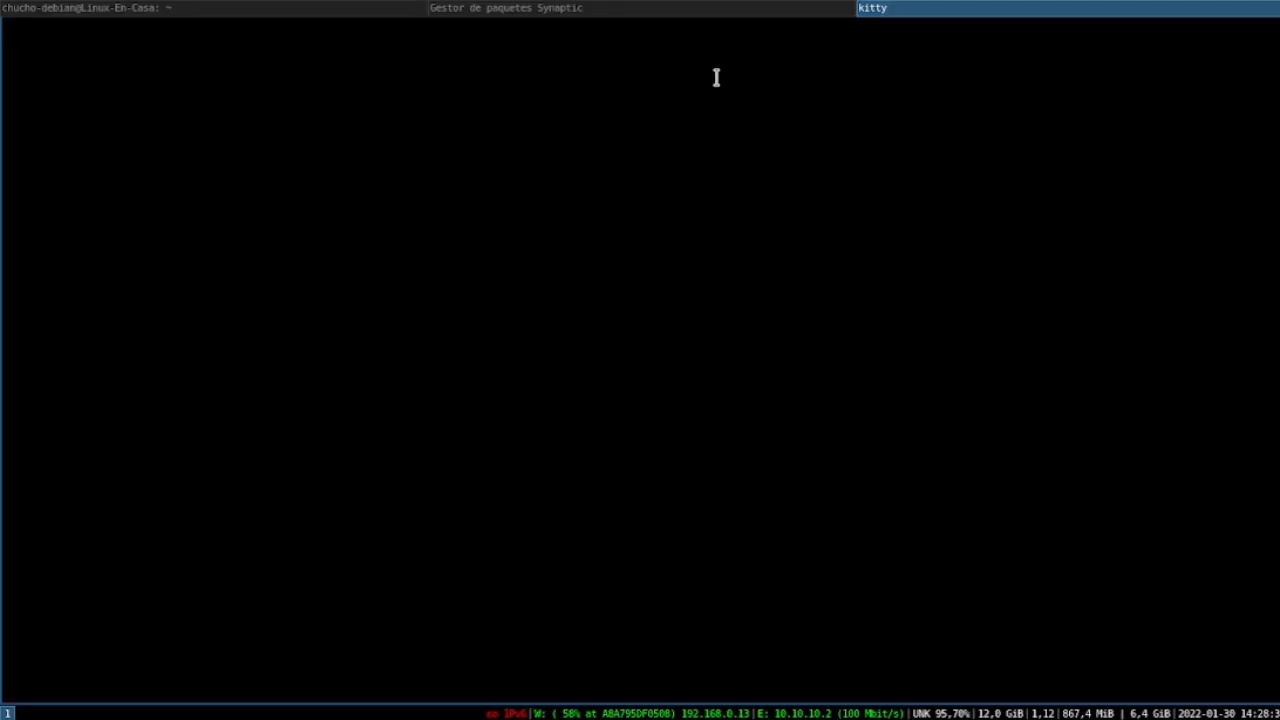 chucho-debian@Linux-En-Casa: ~
Gestor de paquetes Synaptic
kitty
1
no IPv6|W: ( 58% at A8A795DF0508) 192.168.0.13|E: 10.10.10.2 (100 Mbit/s)|UNK 95,70%|12,0 GiB|1,12|867,4 MiB | 6,4 GiB|2022-01-30 14:28: